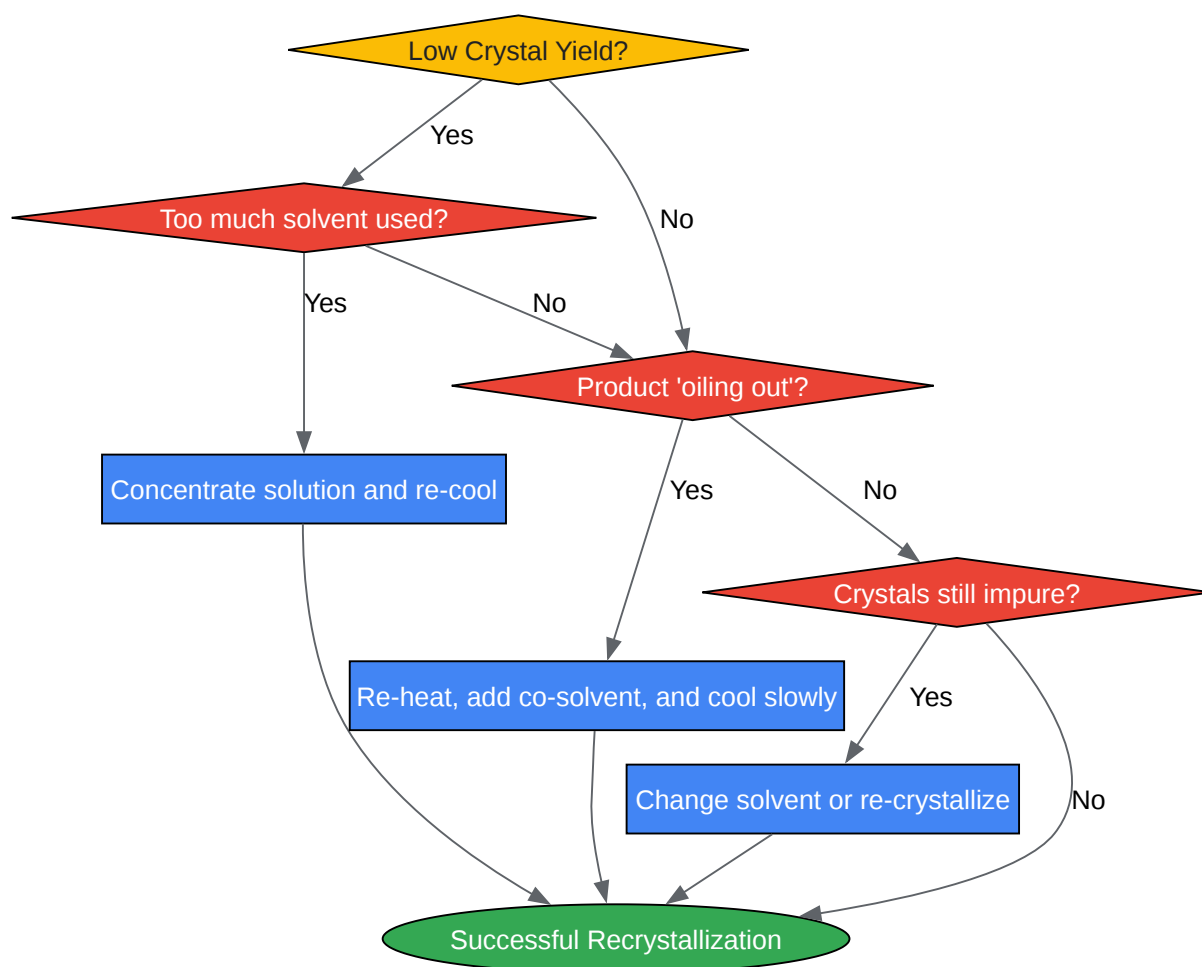 Low Crystal Yield?
Yes
Too much solvent used?
No
Yes
No
Product 'oiling out'?
Concentrate solution and re-cool
Yes
No
Crystals still impure?
Re-heat, add co-solvent, and cool slowly
Yes
Change solvent or re-crystallize
No
Successful Recrystallization